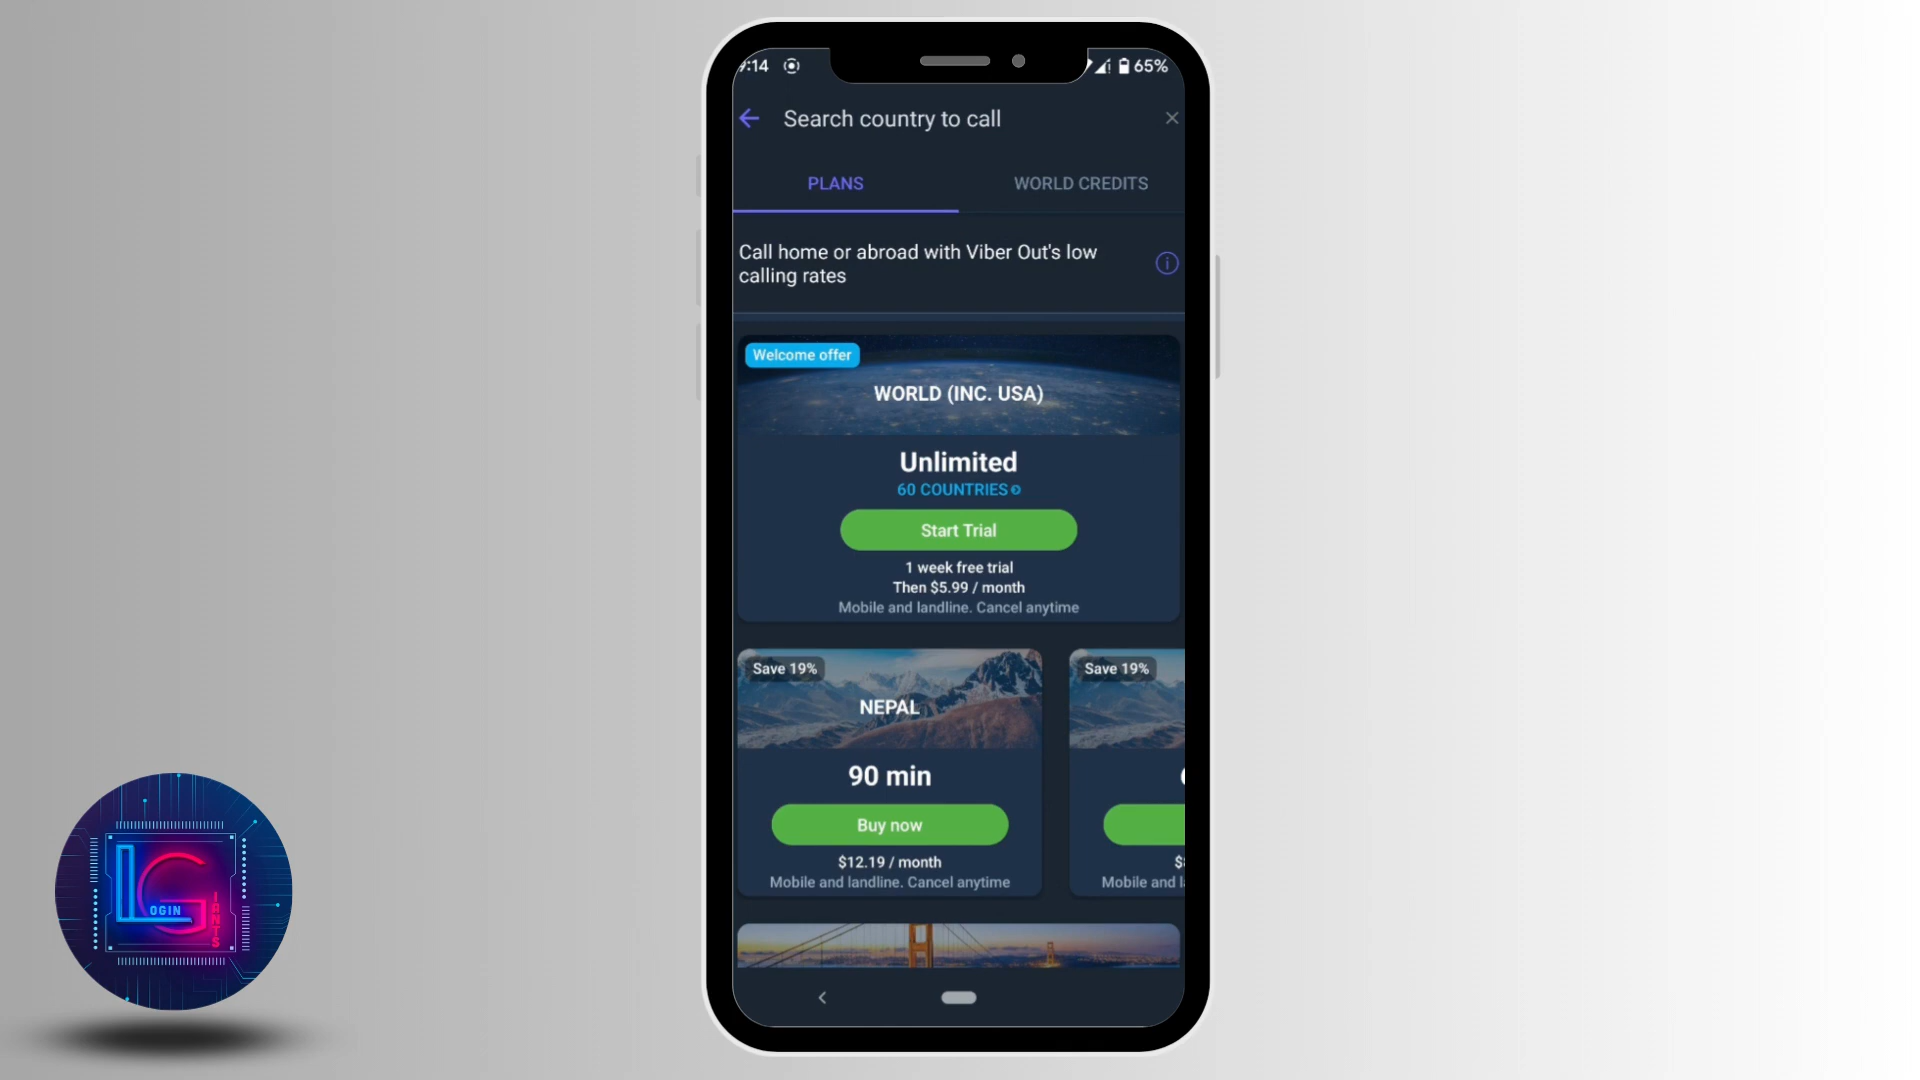 :14
65%
Search country to call
PLANS
WORLD CREDITS
Call home or abroad with Viber Out's low
calling rates
Welcome offer
WORLD (INC. USA)
Unlimited
60 COUNTRIES
Start Trial
1 week free trial
Then $5.99 / month
Mobile and landline. Cancel anytime
Save 19%
NEPAL
90 min
Buy now
$12.19 / month
Mobile and landline. Cancel anytime
Save 19%
$
Mobile and
LOGIN
GIANTS